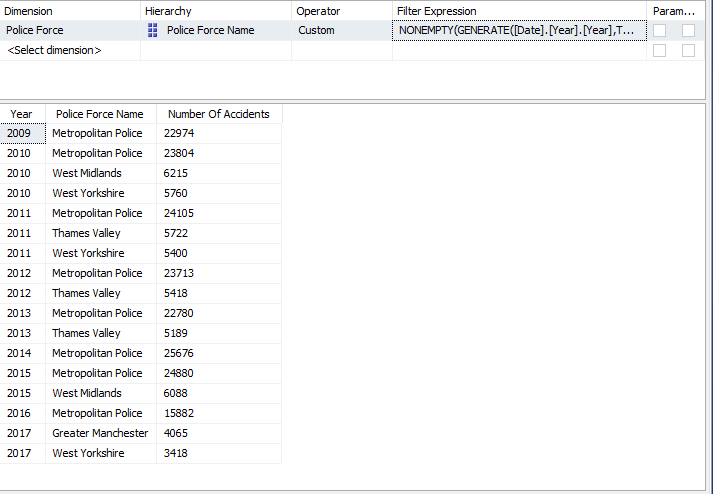 Dimension Hierarchy Operator Filter Expression Param...
Police Force Police Force Name Custom NONEMPTY(GENERATE([Date].[Year].[Year],T...
<Select dimension>
Year Police Force Name Number Of Accidents
2009 Metropolitan Police 22974
2010 Metropolitan Police 23804
2010 West Midlands 6215
2010 West Yorkshire 5760
2011 Metropolitan Police 24105
2011 Thames Valley 5722
2011 West Yorkshire 5400
2012 Metropolitan Police 23713
2012 Thames Valley 5418
2013 Metropolitan Police 22780
2013 Thames Valley 5189
2014 Metropolitan Police 25676
2015 Metropolitan Police 24880
2015 West Midlands 6088
2016 Metropolitan Police 15882
2017 Greater Manchester 4065
2017 West Yorkshire 3418